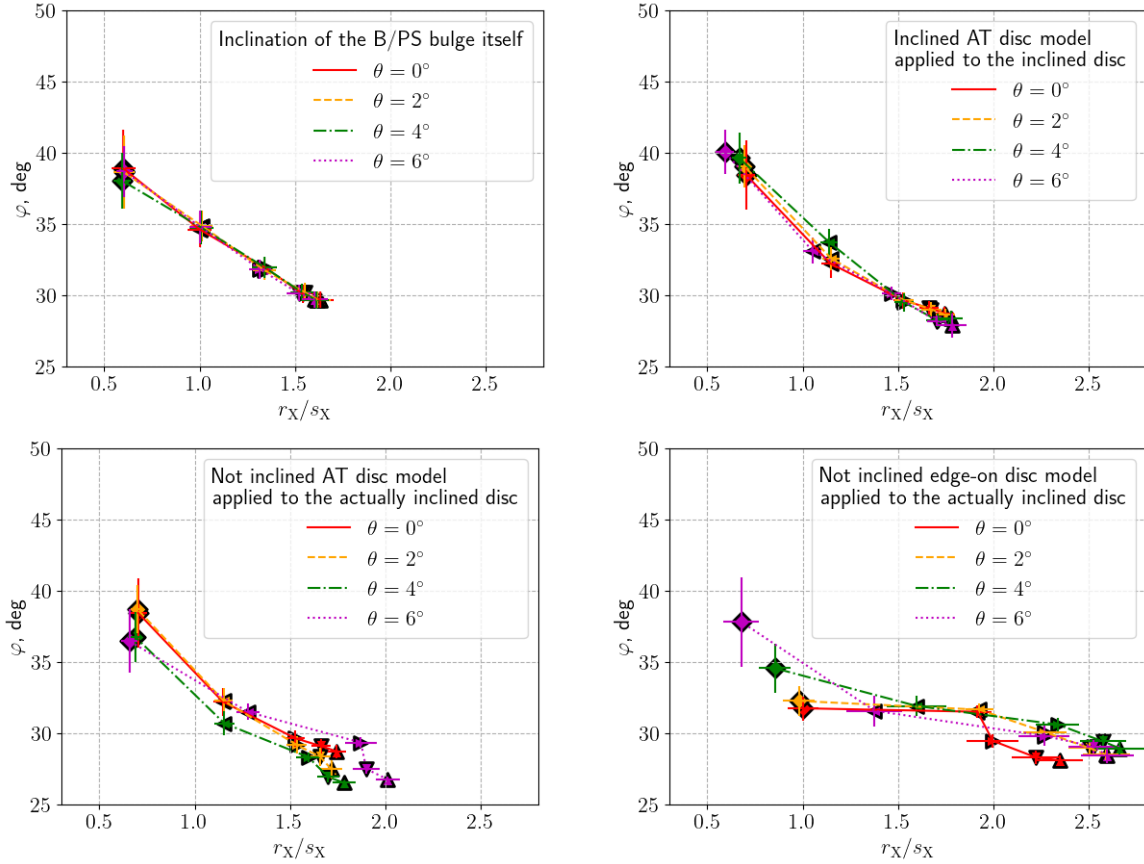 50
45
40
35
30
25
φ, deg
Inclination of the B/PS bulge itself
θ = 0°
θ = 2°
θ = 4°
θ = 6°
0.5 1.0 1.5 2.0 2.5
r_X/s_X
50
45
40
35
30
25
φ, deg
Inclined AT disc model
applied to the inclined disc
θ = 0°
θ = 2°
θ = 4°
θ = 6°
0.5 1.0 1.5 2.0 2.5
r_X/s_X
50
45
40
35
30
25
φ, deg
Not inclined AT disc model
applied to the actually inclined disc
θ = 0°
θ = 2°
θ = 4°
θ = 6°
0.5 1.0 1.5 2.0 2.5
r_X/s_X
50
45
40
35
30
25
φ, deg
Not inclined edge-on disc model
applied to the actually inclined disc
θ = 0°
θ = 2°
θ = 4°
θ = 6°
0.5 1.0 1.5 2.0 2.5
r_X/s_X